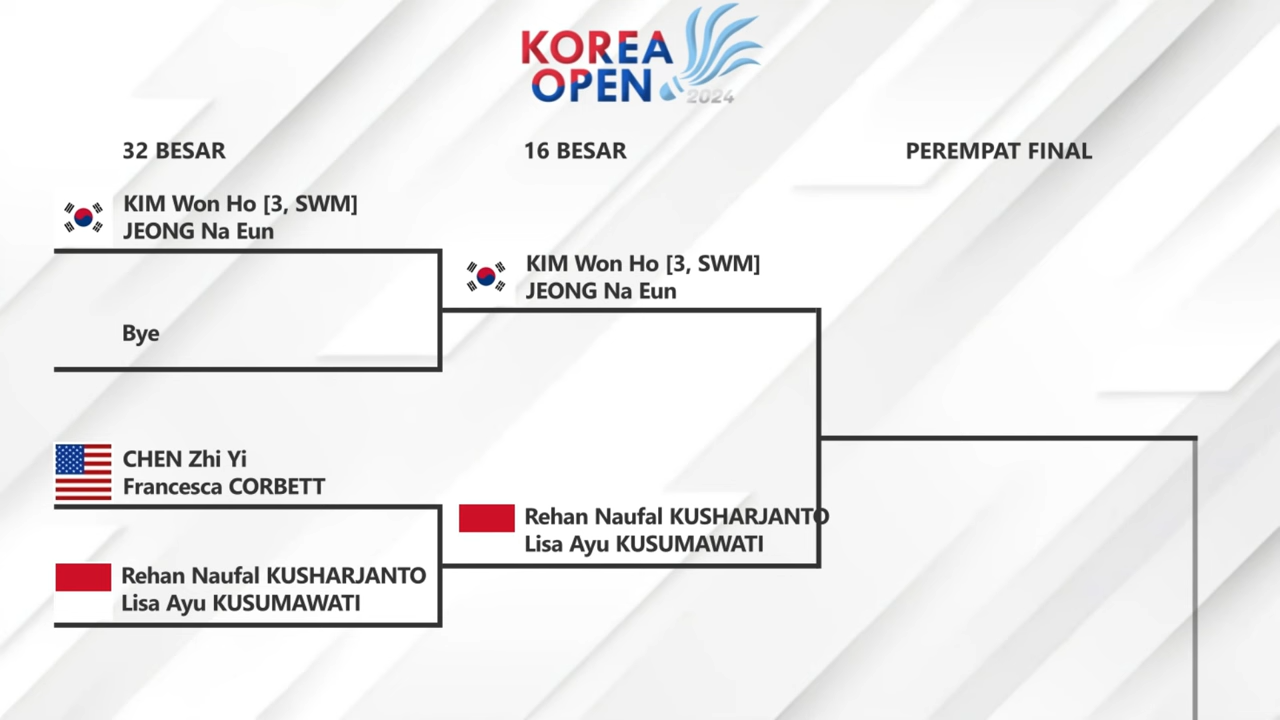 KOREA
OPEN
2024
32 BESAR
16 BESAR
PEREMPAT FINAL
KIM Won Ho [3, SWM]
JEONG Na Eun
Bye
KIM Won Ho [3, SWM]
JEONG Na Eun
CHEN Zhi Yi
Francesca CORBETT
Rehan Naufal KUSHARJANTO
Lisa Ayu KUSUMAWATI
Rehan Naufal KUSHARJANTO
Lisa Ayu KUSUMAWATI